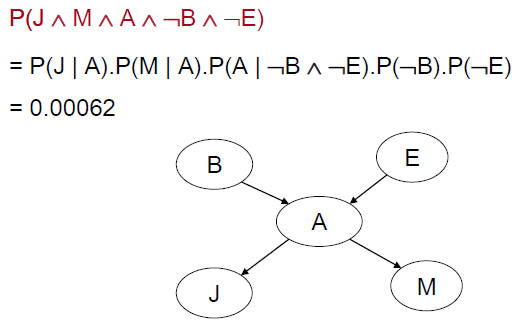 P(J ∧ M ∧ A ∧ ¬B ∧ ¬E)
= P(J | A).P(M | A).P(A | ¬B ∧ ¬E).P(¬B).P(¬E)
= 0.00062
B
E
A
J
M